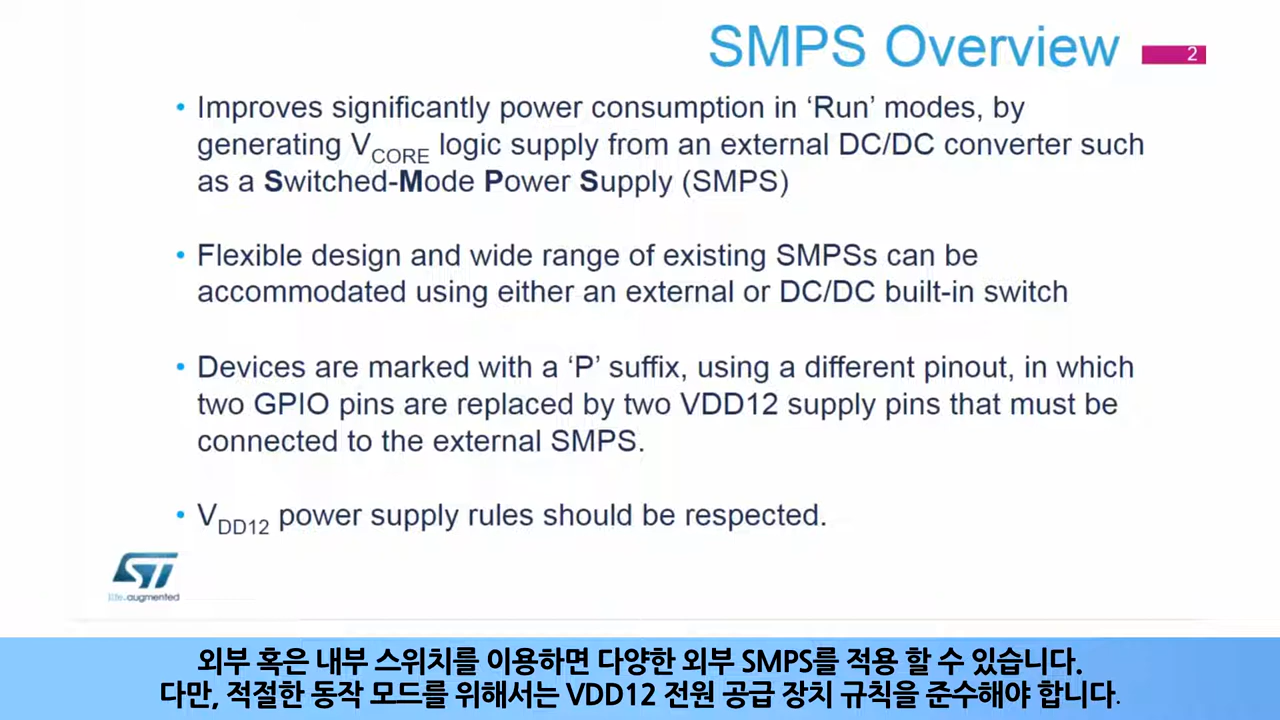 SMPS Overview
2
• Improves significantly power consumption in ‘Run’ modes, by
generating VCORE logic supply from an external DC/DC converter such
as a Switched-Mode Power Supply (SMPS)
• Flexible design and wide range of existing SMPSs can be
accommodated using either an external or DC/DC built-in switch
• Devices are marked with a ‘P’ suffix, using a different pinout, in which
two GPIO pins are replaced by two VDD12 supply pins that must be
connected to the external SMPS.
• VDD12 power supply rules should be respected.
ST
life.augmented
외부 혹은 내부 스위치를 이용하면 다양한 외부 SMPS를 적용 할 수 있습니다.
다만, 적절한 동작 모드를 위해서는 VDD12 전원 공급 장치 규칙을 준수해야 합니다.